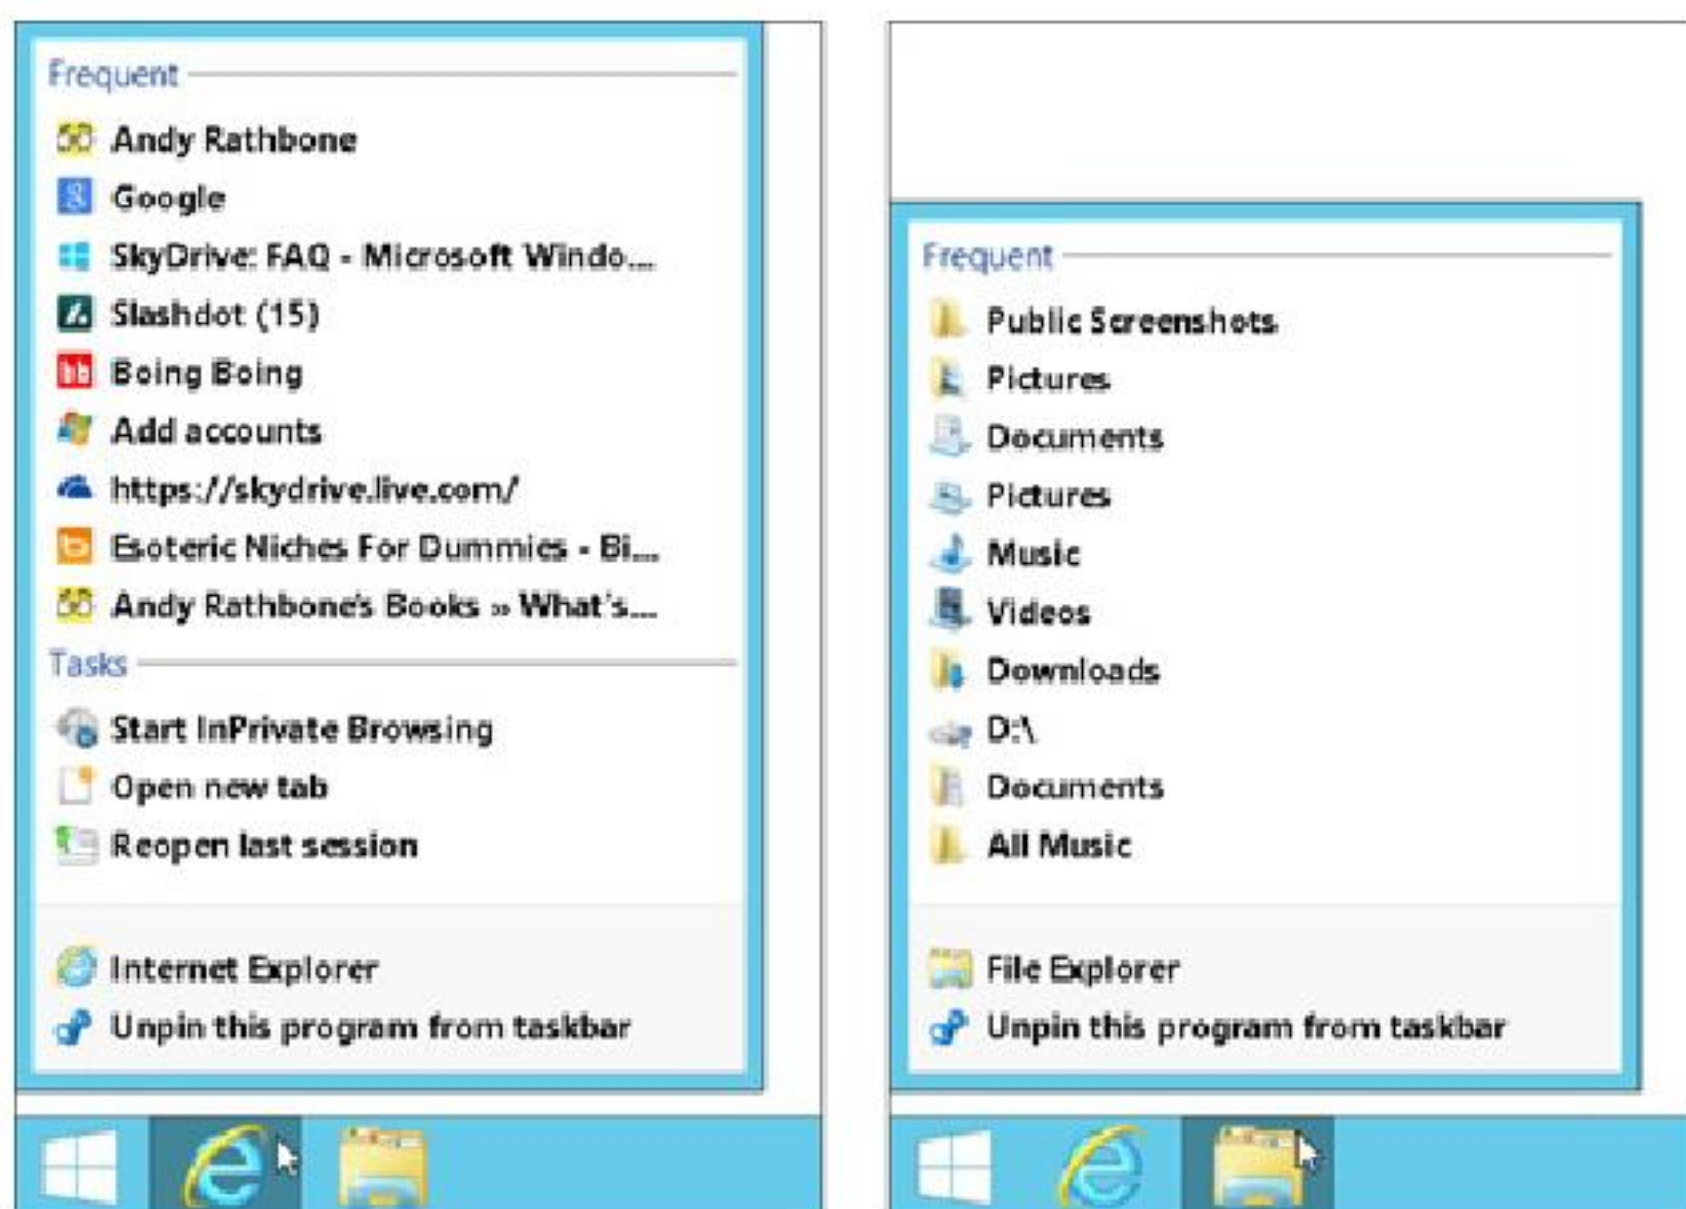 Frequent
Andy Rathbone
Google
SkyDrive: FAQ - Microsoft Windo...
Slashdot (15)
Boing Boing
Add accounts
https://skydrive.live.com/
Esoteric Niches For Dummies - Bi...
Andy Rathbone's Books » What's...
Tasks
Start InPrivate Browsing
Open new tab
Reopen last session
Internet Explorer
Unpin this program from taskbar
Frequent
Public Screenshots
Pictures
Documents
Pictures
Music
Videos
Downloads
D:\
Documents
All Music
File Explorer
Unpin this program from taskbar